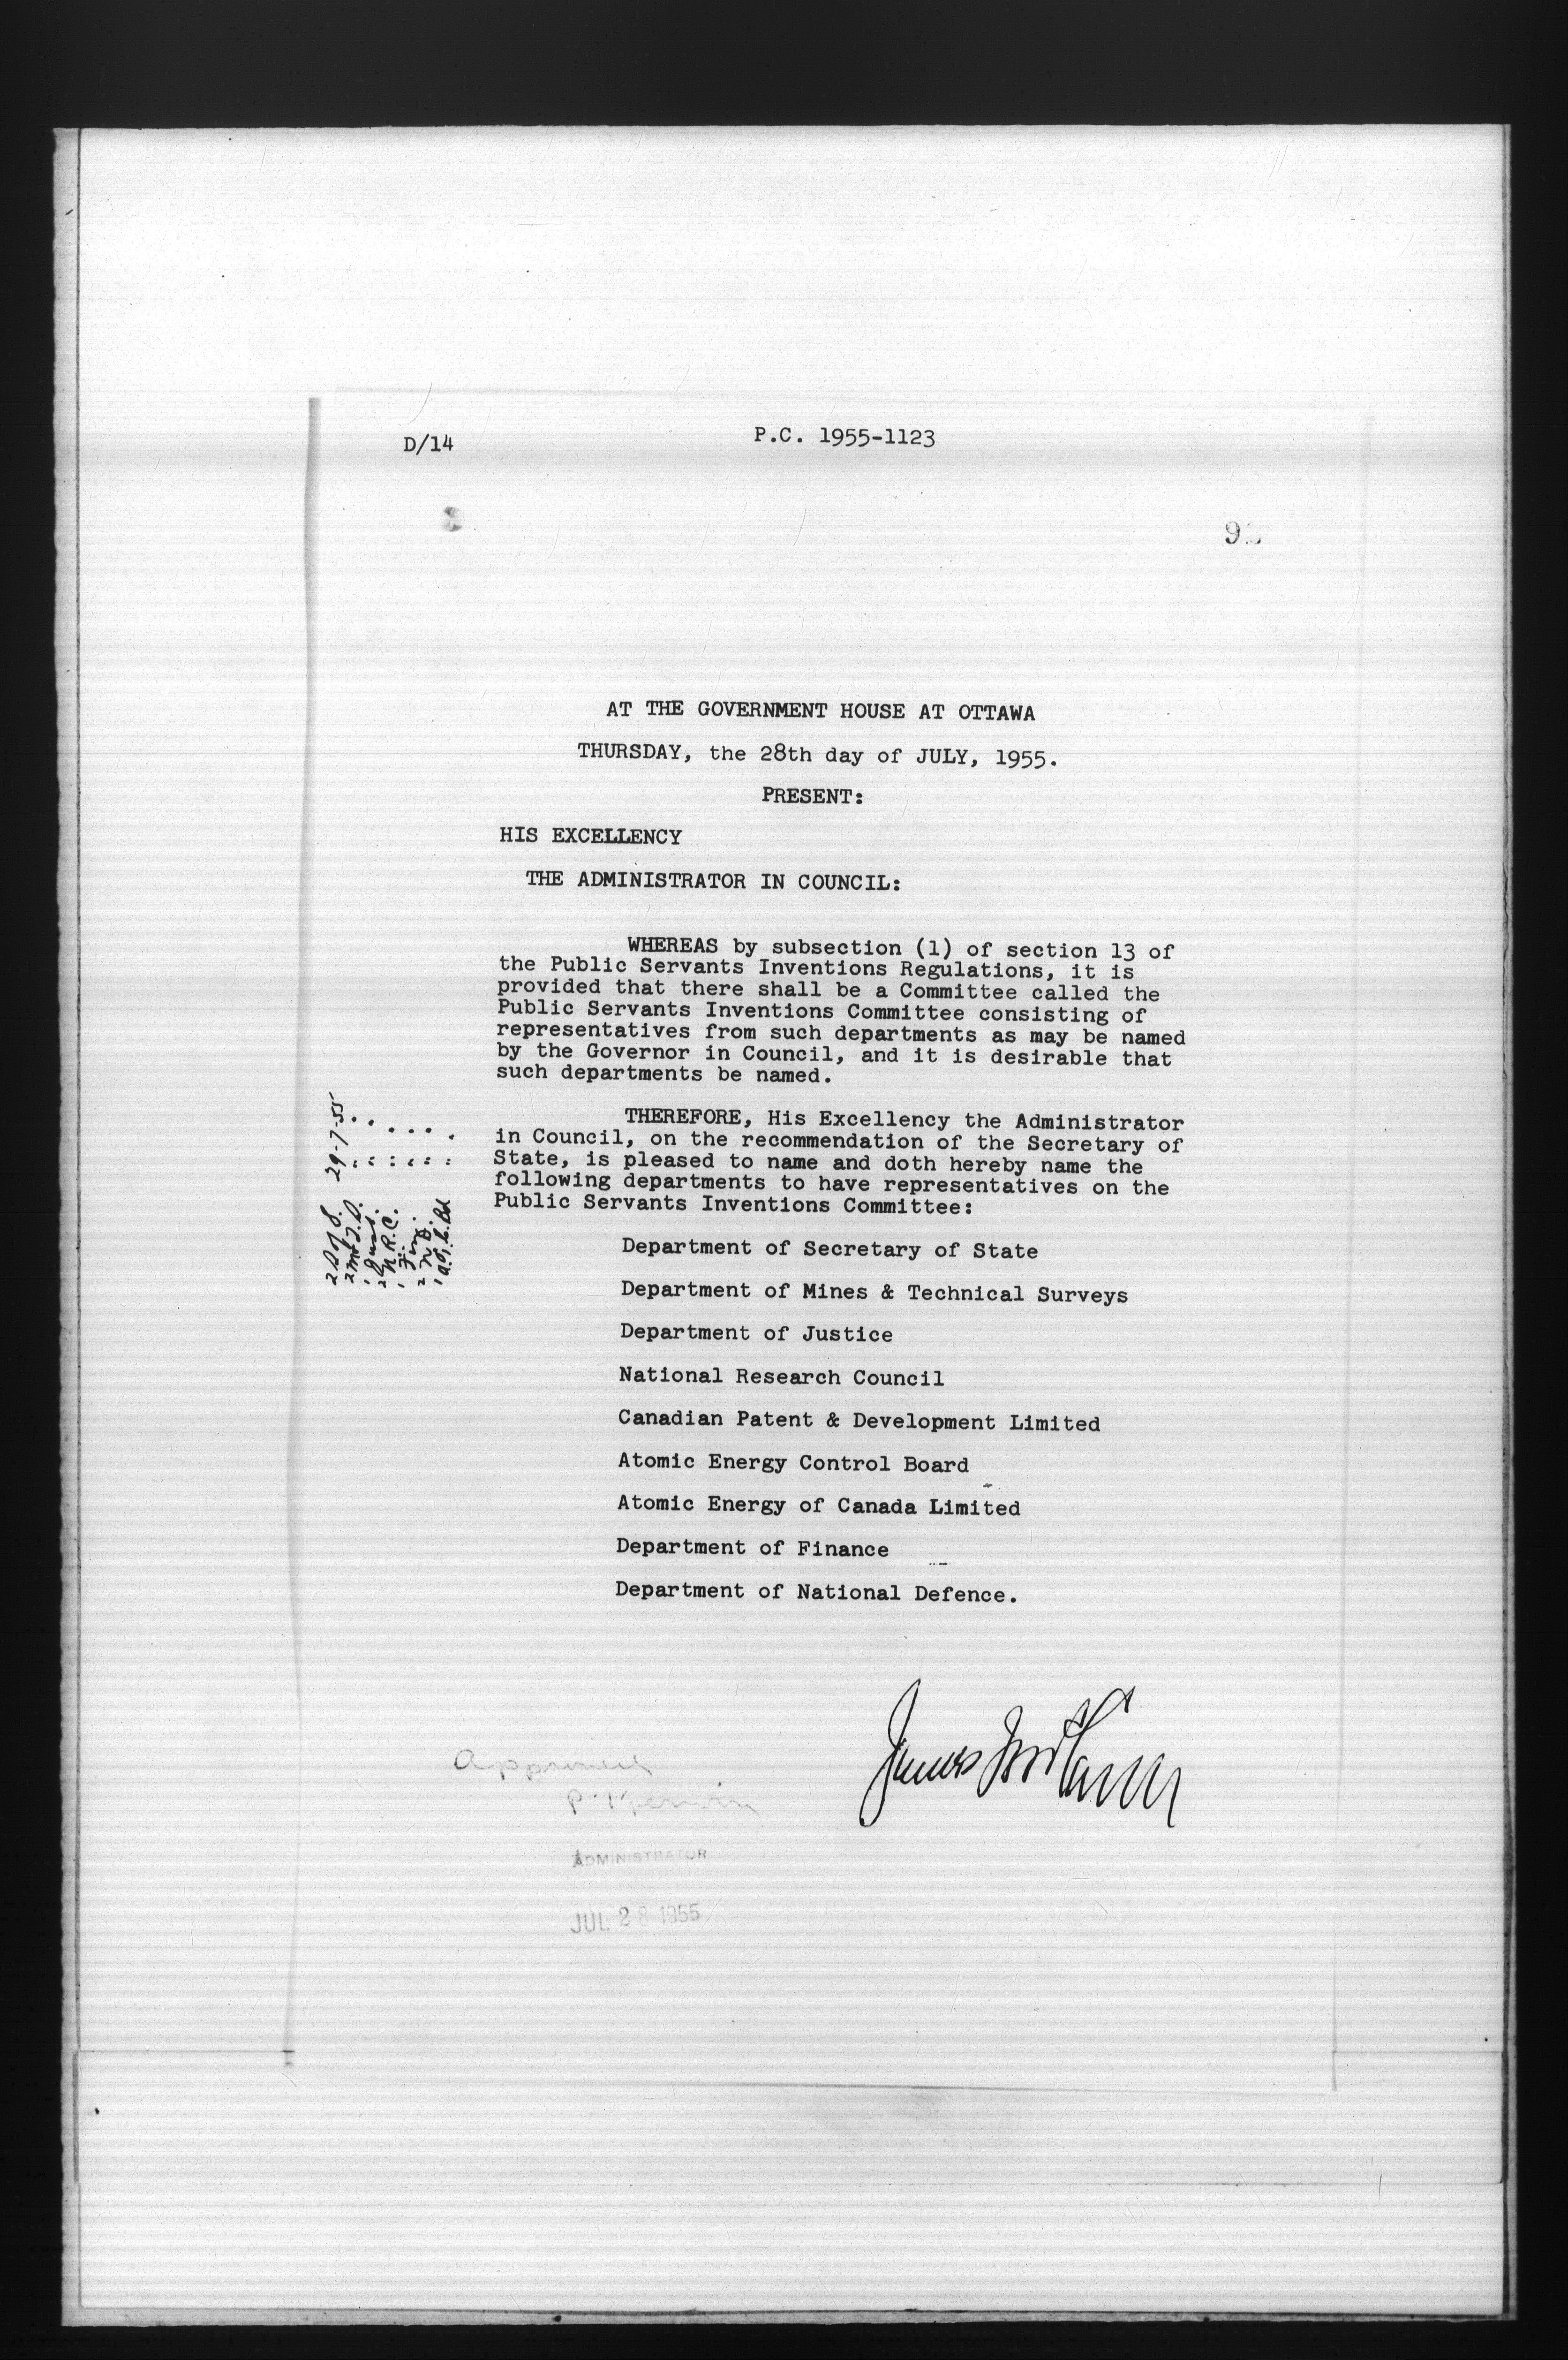 D/14
P.C. 1955-1123
AT THE GOVERNMENT HOUSE AT OTTAWA
THURSDAY, the 28th day of JULY, 1955.
PRESENT:
HIS EXCELLENCY
THE ADMINISTRATOR IN COUNCIL:
WHEREAS by subsection (1) of section 13 of
the Public Servants Inventions Regulations, it is
provided that there shall be a Committee called the
Public Servants Inventions Committee consisting of
representatives from such departments as may be named
by the Governor in Council, and it is desirable that
such departments be named.
THEREFORE, His Excellency the Administrator
in Council, on the recommendation of the Secretary of
State, is pleased to name and doth hereby name the
following departments to have representatives on the
Public Servants Inventions Committee:
29-7-55
N.R.C.
Department of Secretary of State
Department of Mines & Technical Surveys
Department of Justice
National Research Council
Canadian Patent & Development Limited
Atomic Energy Control Board
Atomic Energy of Canada Limited
Department of Finance
Department of National Defence.
Approved
P. Kerwin
ADMINISTRATOR
JUL 28 1955